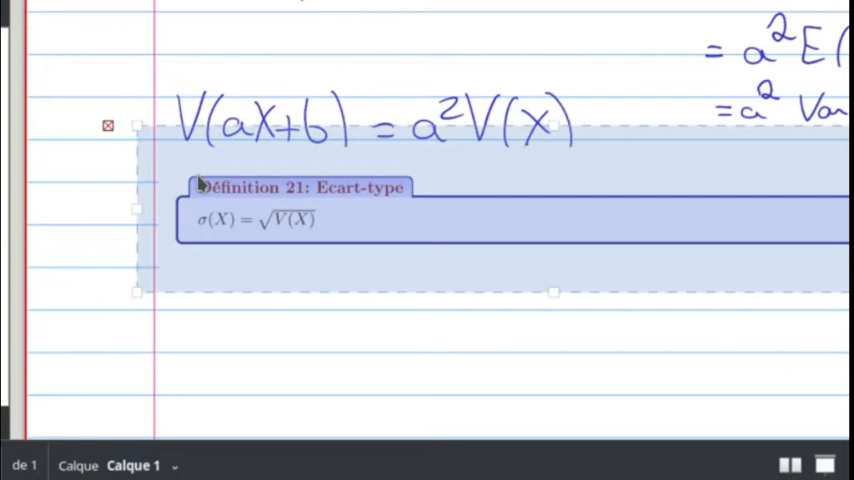 = a²E(
= a² Var
V(aX+b) = a²V(X)
Définition 21: Ecart-type
σ(X) = √V(X)
de 1 Calque Calque 1